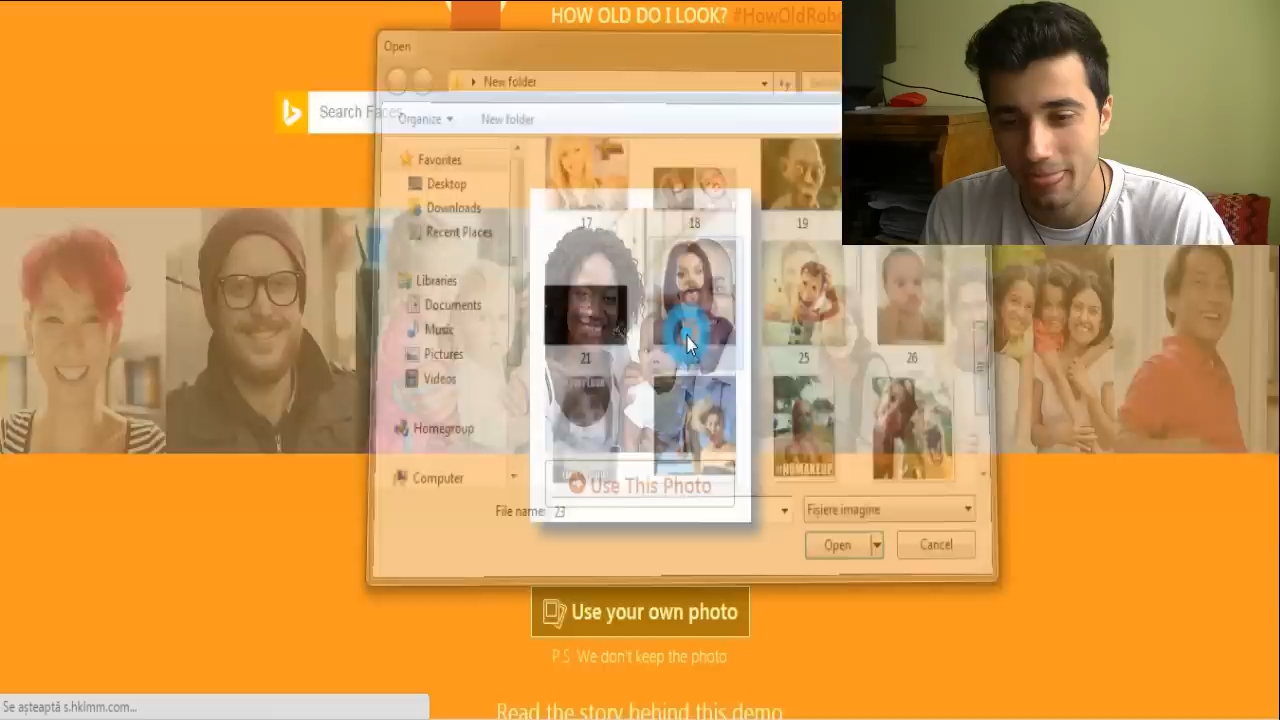 HOW OLD DO I LOOK? #HowOldRobo
Open
New folder
Search Faces
Organize
New folder
Favorites
Desktop
Downloads
Recent Places
Libraries
Documents
Music
Pictures
Videos
Homegroup
Computer
17
18
19
21
25
26
#NOMAKEUP
Use This Photo
File name: 23
Fișiere imagine
Open
Cancel
Use your own photo
P.S. We don't keep the photo
Se așteaptă s.hklmm.com...
Read the story behind this demo